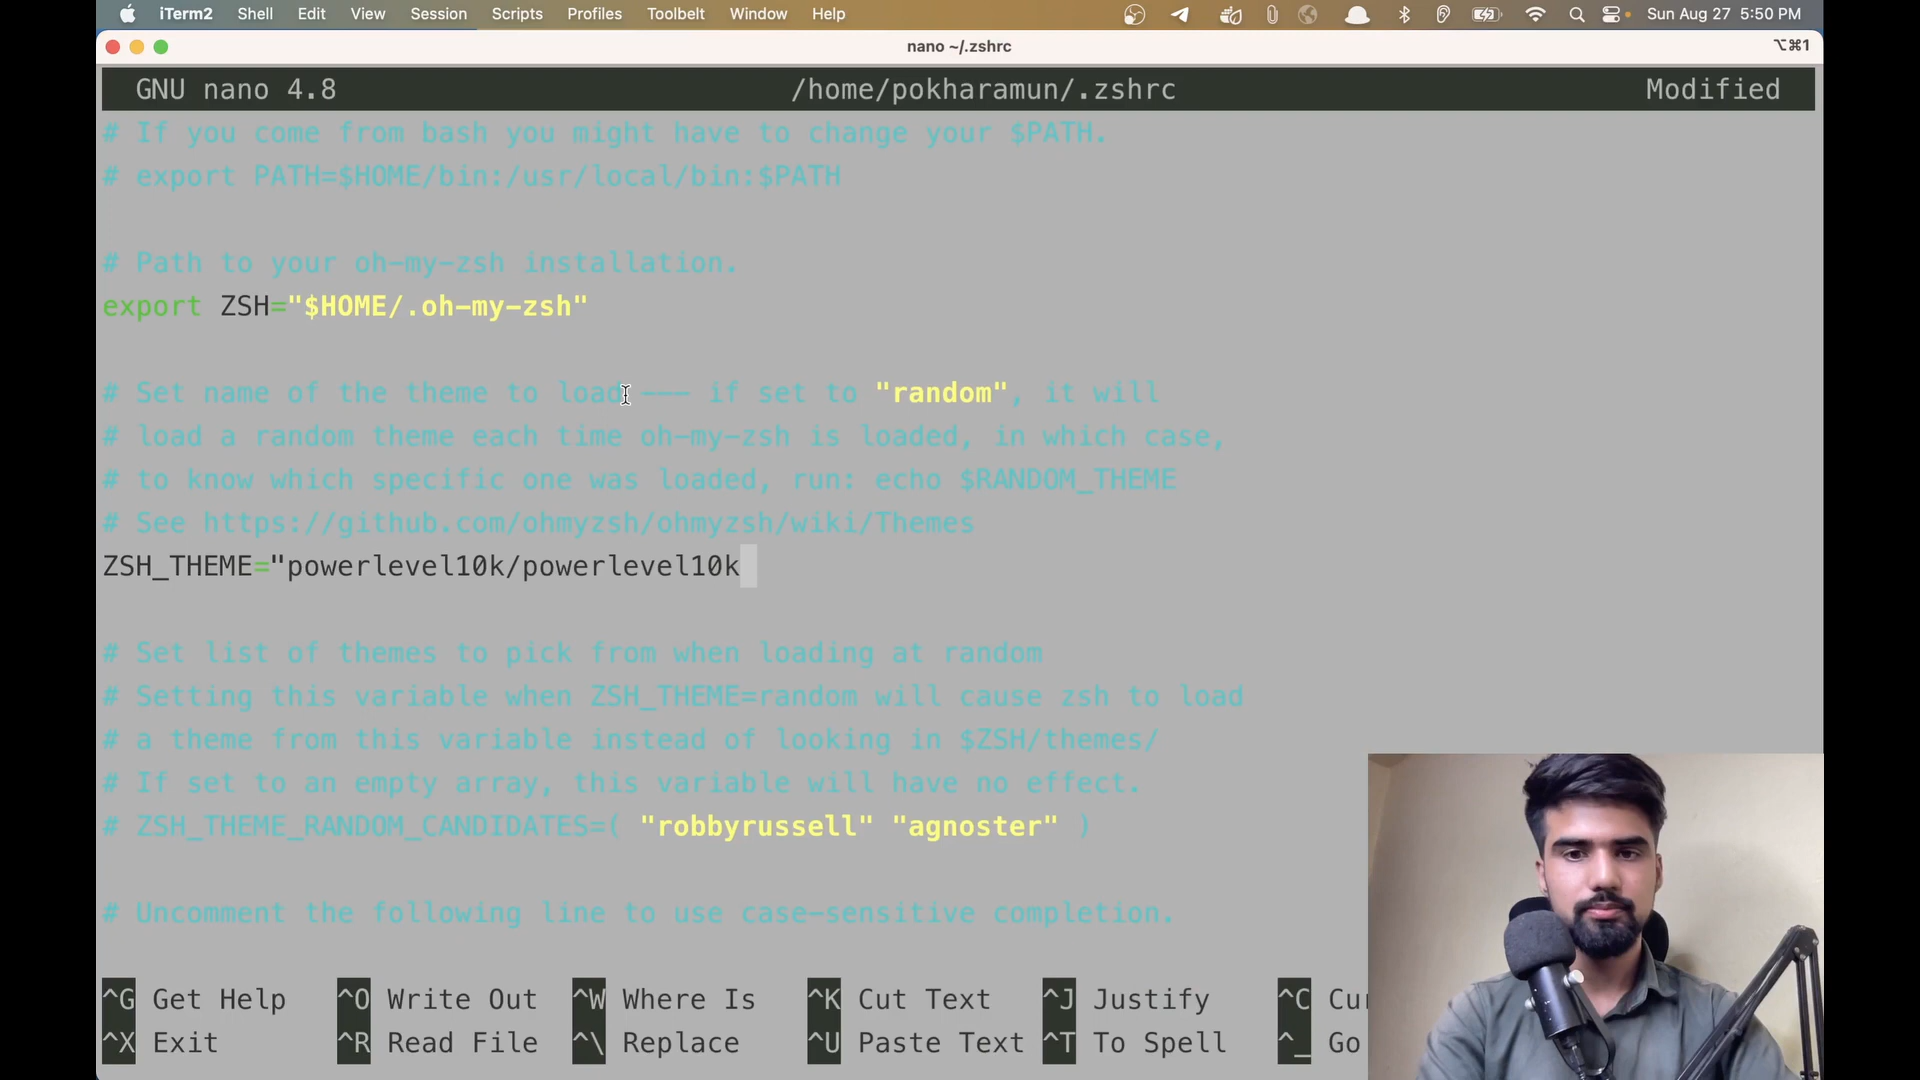 iTerm2 Shell Edit View Session Scripts Profiles Toolbelt Window Help Sun Aug 27 5:50 PM
nano ~/.zshrc ⌥⌘1
GNU nano 4.8 /home/pokharamun/.zshrc Modified
# If you come from bash you might have to change your $PATH.
# export PATH=$HOME/bin:/usr/local/bin:$PATH
# Path to your oh-my-zsh installation.
export ZSH="$HOME/.oh-my-zsh"
# Set name of the theme to load --- if set to "random", it will
# load a random theme each time oh-my-zsh is loaded, in which case,
# to know which specific one was loaded, run: echo $RANDOM_THEME
# See https://github.com/ohmyzsh/ohmyzsh/wiki/Themes
ZSH_THEME="powerlevel10k/powerlevel10k
# Set list of themes to pick from when loading at random
# Setting this variable when ZSH_THEME=random will cause zsh to load
# a theme from this variable instead of looking in $ZSH/themes/
# If set to an empty array, this variable will have no effect.
# ZSH_THEME_RANDOM_CANDIDATES=( "robbyrussell" "agnoster" )
# Uncomment the following line to use case-sensitive completion.
^G Get Help ^O Write Out ^W Where Is ^K Cut Text ^J Justify ^C Cu
^X Exit ^R Read File ^\ Replace ^U Paste Text ^T To Spell ^_ Go